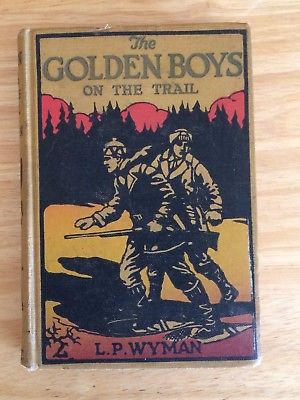 The
GOLDEN BOYS
ON THE TRAIL
L.P. WYMAN